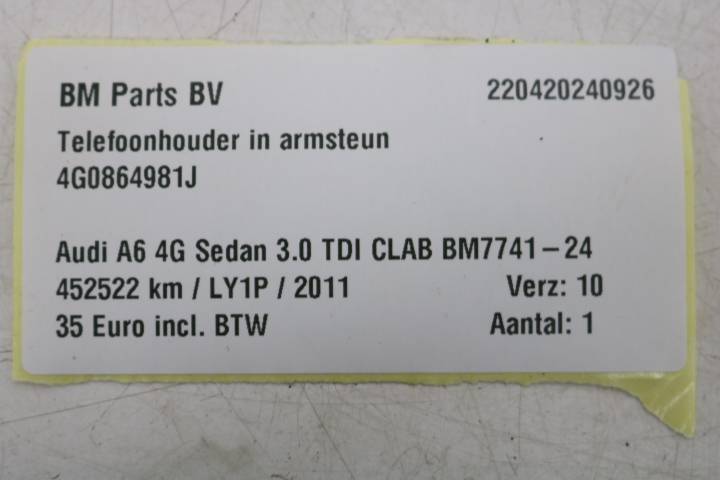 BM Parts BV 220420240926
Telefoonhouder in armsteun
4G0864981J
Audi A6 4G Sedan 3.0 TDI CLAB BM7741-24
452522 km / LY1P / 2011 Verz: 10
35 Euro incl. BTW Aantal: 1